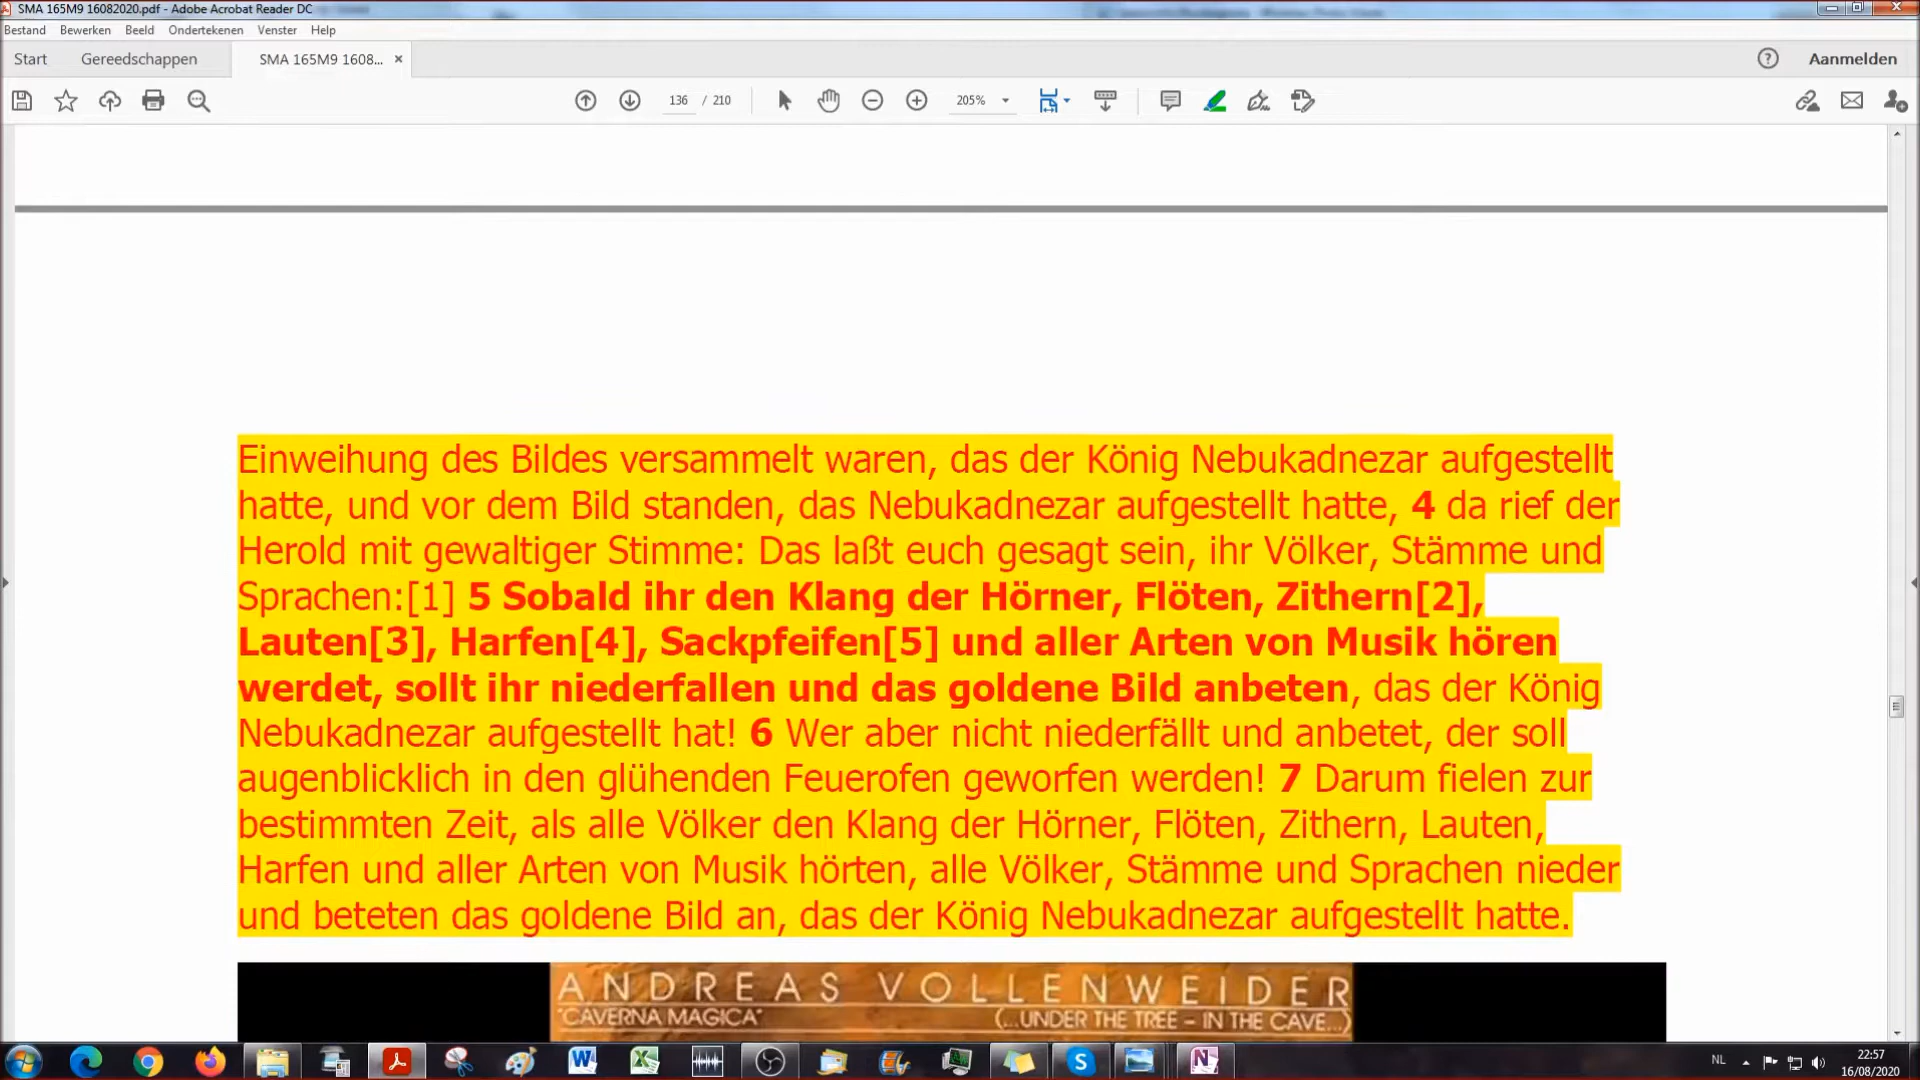 SMA 165M9 16082020.pdf - Adobe Acrobat Reader DC
Bestand Bewerken Beeld Ondertekenen Venster Help
Start Gereedschappen SMA 165M9 1608... × Aanmelden
136 / 210 205%
Einweihung des Bildes versammelt waren, das der König Nebukadnezar aufgestellt
hatte, und vor dem Bild standen, das Nebukadnezar aufgestellt hatte, 4 da rief der
Herold mit gewaltiger Stimme: Das laßt euch gesagt sein, ihr Völker, Stämme und
Sprachen:[1] 5 Sobald ihr den Klang der Hörner, Flöten, Zithern[2],
Lauten[3], Harfen[4], Sackpfeifen[5] und aller Arten von Musik hören
werdet, sollt ihr niederfallen und das goldene Bild anbeten, das der König
Nebukadnezar aufgestellt hat! 6 Wer aber nicht niederfällt und anbetet, der soll
augenblicklich in den glühenden Feuerofen geworfen werden! 7 Darum fielen zur
bestimmten Zeit, als alle Völker den Klang der Hörner, Flöten, Zithern, Lauten,
Harfen und aller Arten von Musik hörten, alle Völker, Stämme und Sprachen nieder
und beteten das goldene Bild an, das der König Nebukadnezar aufgestellt hatte.
ANDREAS VOLLENWEIDER
"CAVERNA MAGICA" (...UNDER THE TREE – IN THE CAVE...)
NL 22:57
16/08/2020